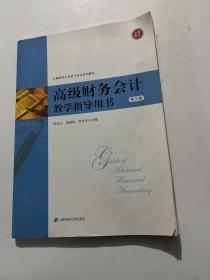 上海财经大学会计学系列教材
高级财务会计
教学指导用书
第三版
Guide of
Advanced
Financial
Accounting
上海财经大学出版社